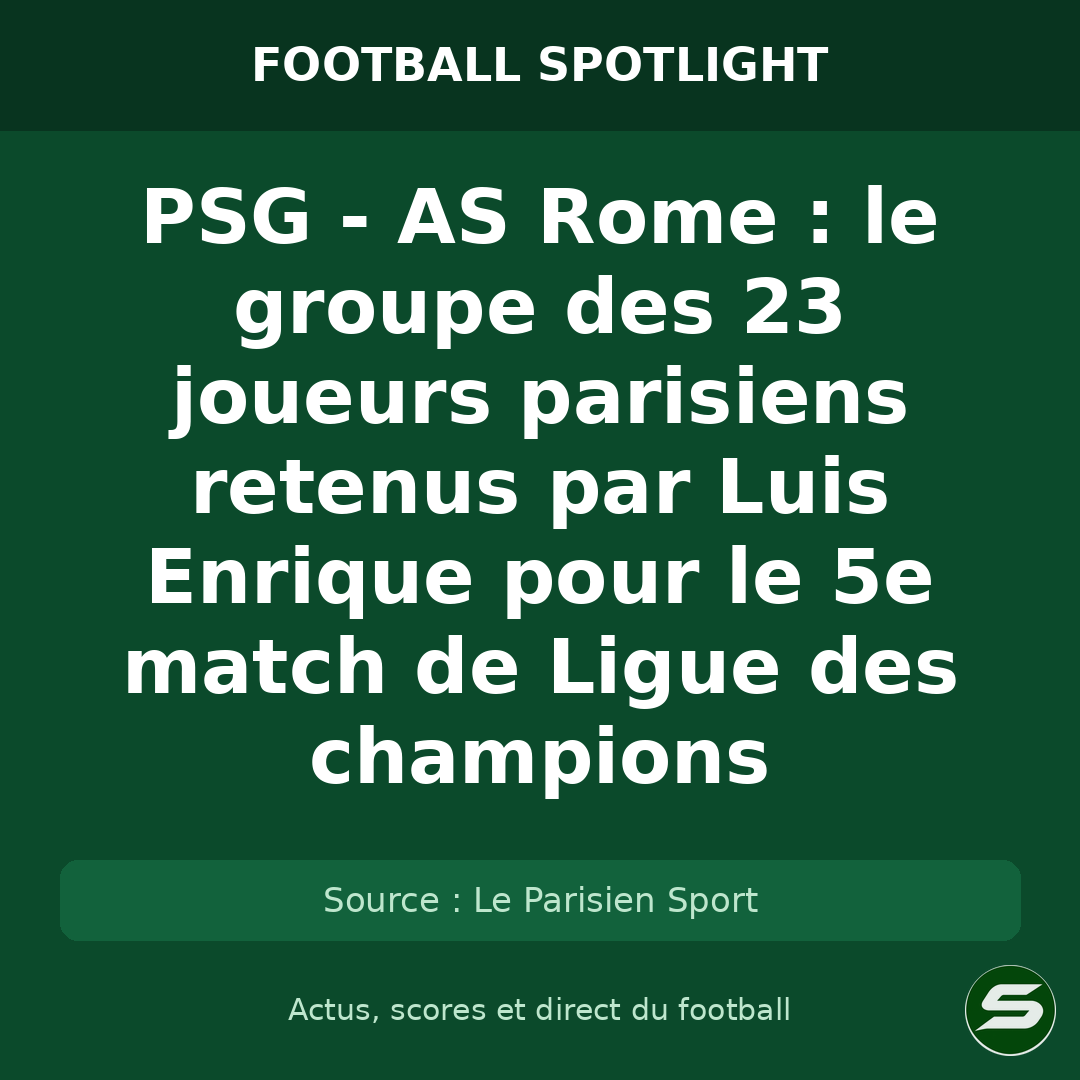 FOOTBALL SPOTLIGHT
PSG - AS Rome : le
groupe des 23
joueurs parisiens
retenus par Luis
Enrique pour le 5e
match de Ligue des
champions
Source : Le Parisien Sport
Actus, scores et direct du football
S